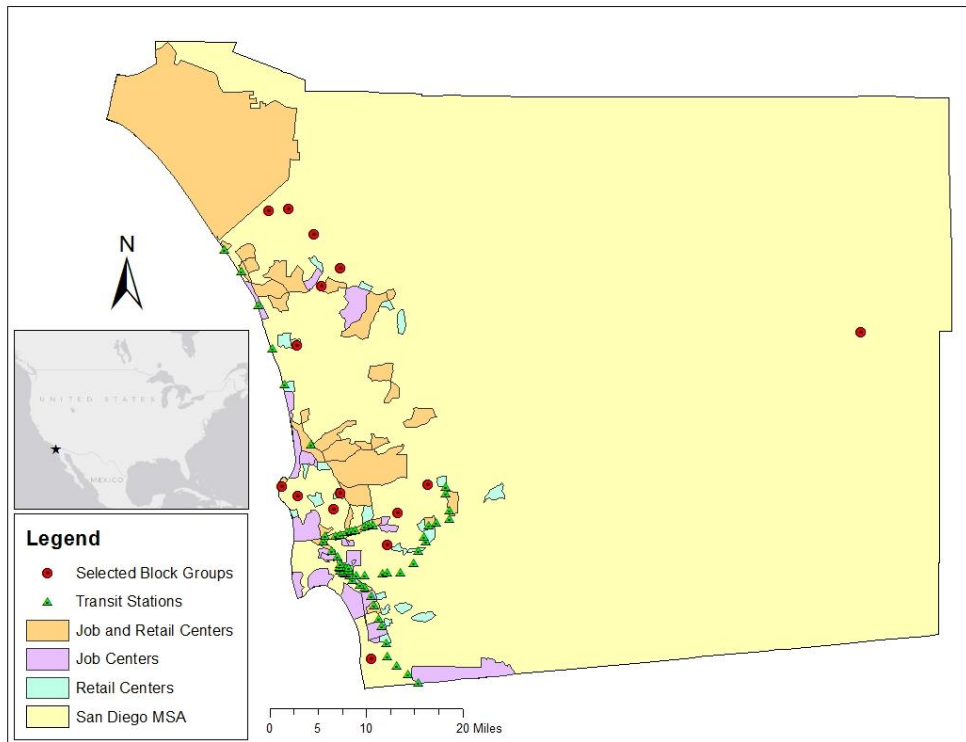 N
UNITED STATES
MEXICO
Legend
Selected Block Groups
Transit Stations
Job and Retail Centers
Job Centers
Retail Centers
San Diego MSA
0 5 10 20 Miles